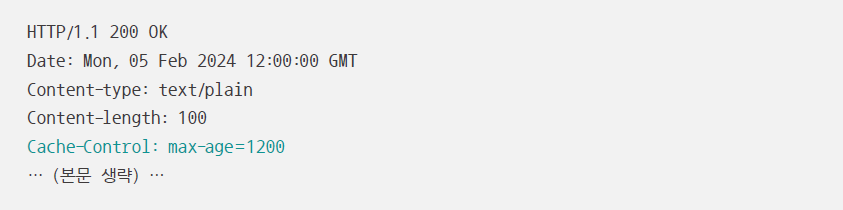 HTTP/1.1 200 OK
Date: Mon, 05 Feb 2024 12:00:00 GMT
Content-type: text/plain
Content-length: 100
Cache-Control: max-age=1200
… (본문 생략) …